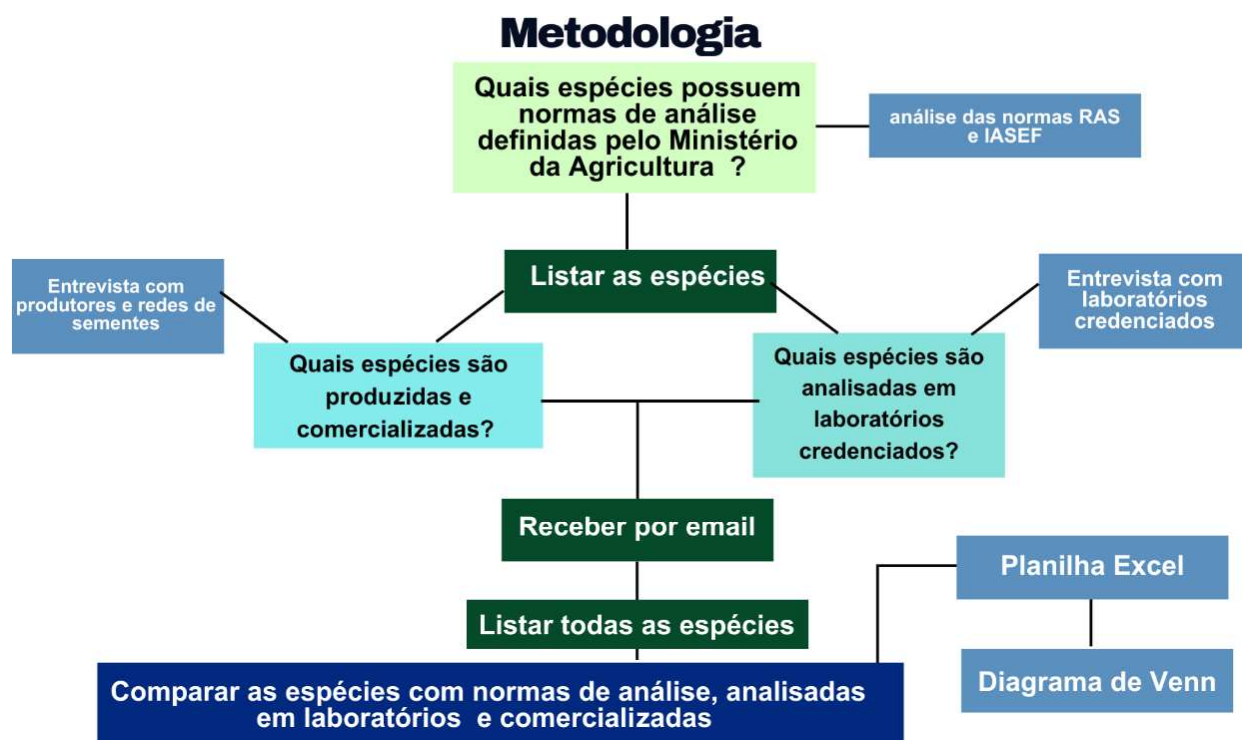 Metodologia
Quais espécies possuem
normas de análise
definidas pelo Ministério
da Agricultura  ?
análise das normas RAS
e IASEF
Listar as espécies
Entrevista com
produtores e redes de
sementes
Entrevista com
laboratórios
credenciados
Quais espécies são
produzidas e
comercializadas?
Quais espécies são
analisadas em
laboratórios
credenciados?
Receber por email
Planilha Excel
Listar todas as espécies
Diagrama de Venn
Comparar as espécies com normas de análise, analisadas
em laboratórios  e comercializadas